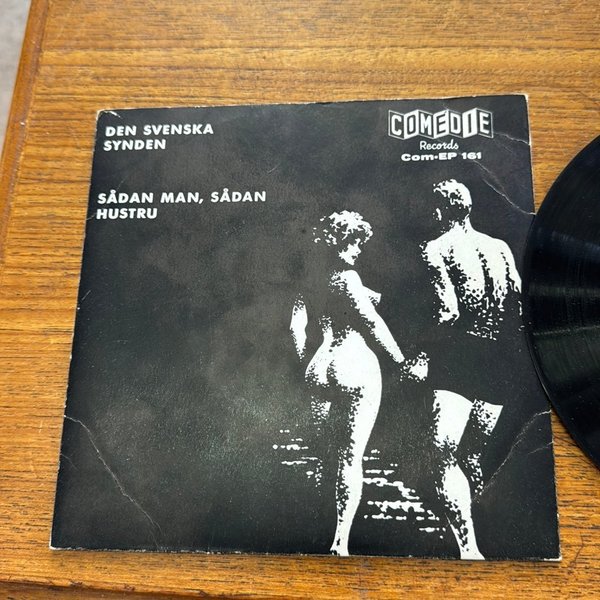 DEN SVENSKA
SYNDEN
SÅDAN MAN, SÅDAN
HUSTRU
COMEDIE
Records
Com•EP 161